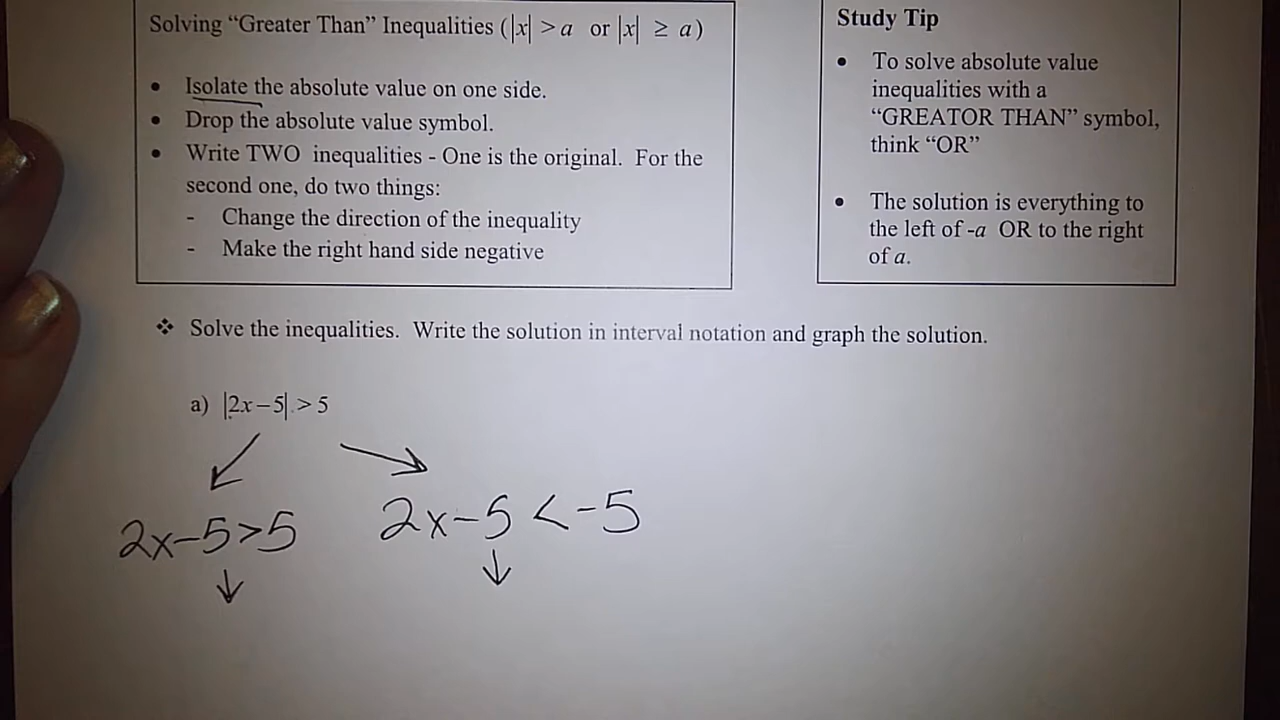 Solving “Greater Than” Inequalities (|x| > a or |x| ≥ a)
• Isolate the absolute value on one side.
• Drop the absolute value symbol.
• Write TWO inequalities - One is the original. For the
second one, do two things:
- Change the direction of the inequality
- Make the right hand side negative
Study Tip
• To solve absolute value
inequalities with a
“GREATOR THAN” symbol,
think “OR”
• The solution is everything to
the left of -a OR to the right
of a.
❖ Solve the inequalities. Write the solution in interval notation and graph the solution.
a) |2x−5| > 5
2x−5>5
2x−5 < -5